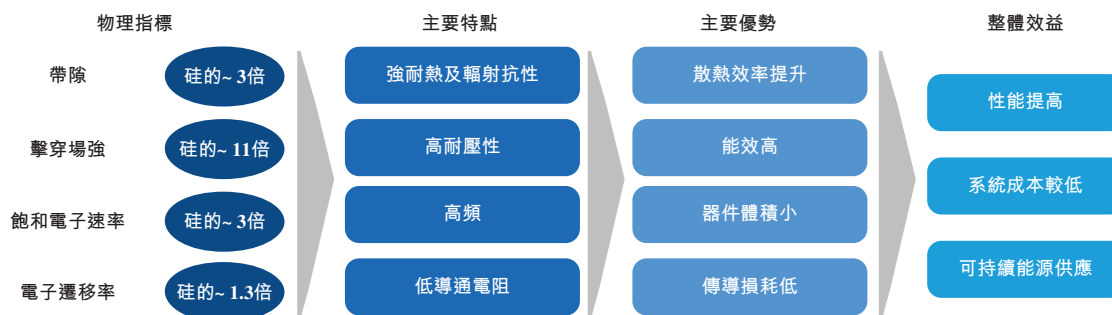 物理指標
主要特點
主要優勢
整體效益
帶隙
硅的~ 3倍
強耐熱及輻射抗性
散熱效率提升
性能提高
擊穿場強
硅的~ 11倍
高耐壓性
能效高
系統成本較低
飽和電子速率
硅的~ 3倍
高頻
器件體積小
可持續能源供應
電子遷移率
硅的~ 1.3倍
低導通電阻
傳導損耗低